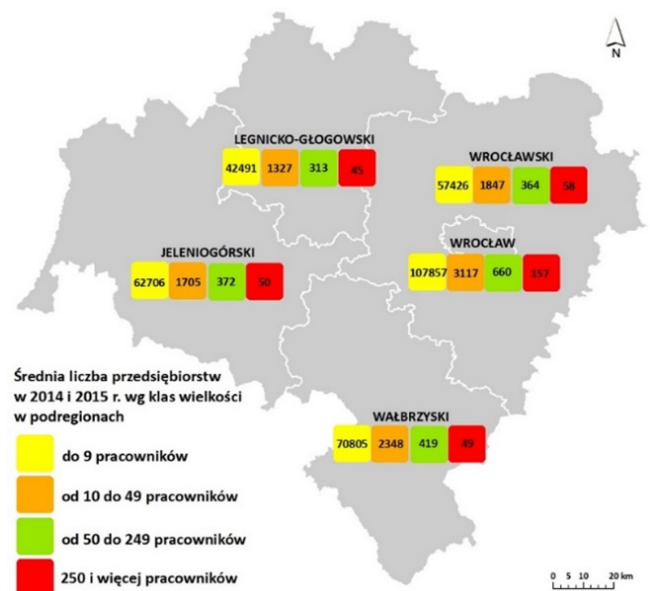 N
LEGNICKO-GŁOGOWSKI
42491 1327 313 45
WROCŁAWSKI
57426 1847 364 58
WROCŁAW
107857 3117 660 157
JELENIOGÓRSKI
62706 1705 372 50
WAŁBRZYSKI
70805 2348 419 49
Średnia liczba przedsiębiorstw
w 2014 i 2015 r. wg klas wielkości
w podregionach
do 9 pracowników
od 10 do 49 pracowników
od 50 do 249 pracowników
250 i więcej pracowników
0 5 10 20 km